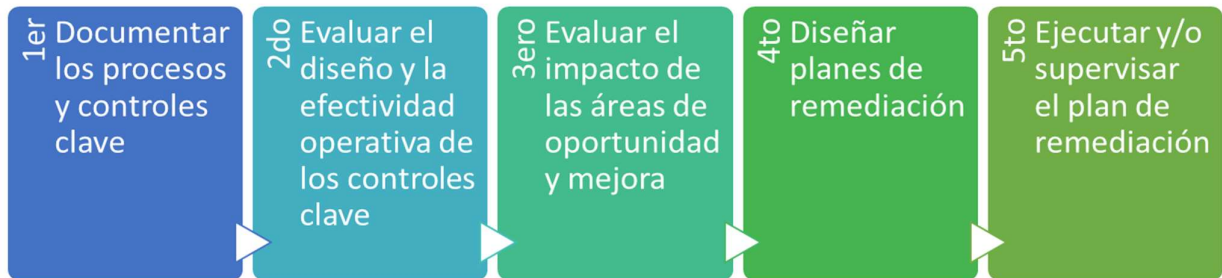 1er
Documentar
los procesos
y controles
clave
2do
Evaluar el
diseño y la
efectividad
operativa de
los controles
clave
3ero
Evaluar el
impacto de
las áreas de
oportunidad
y mejora
4to
Diseñar
planes de
remediación
5to
Ejecutar y/o
supervisar
el plan de
remediación